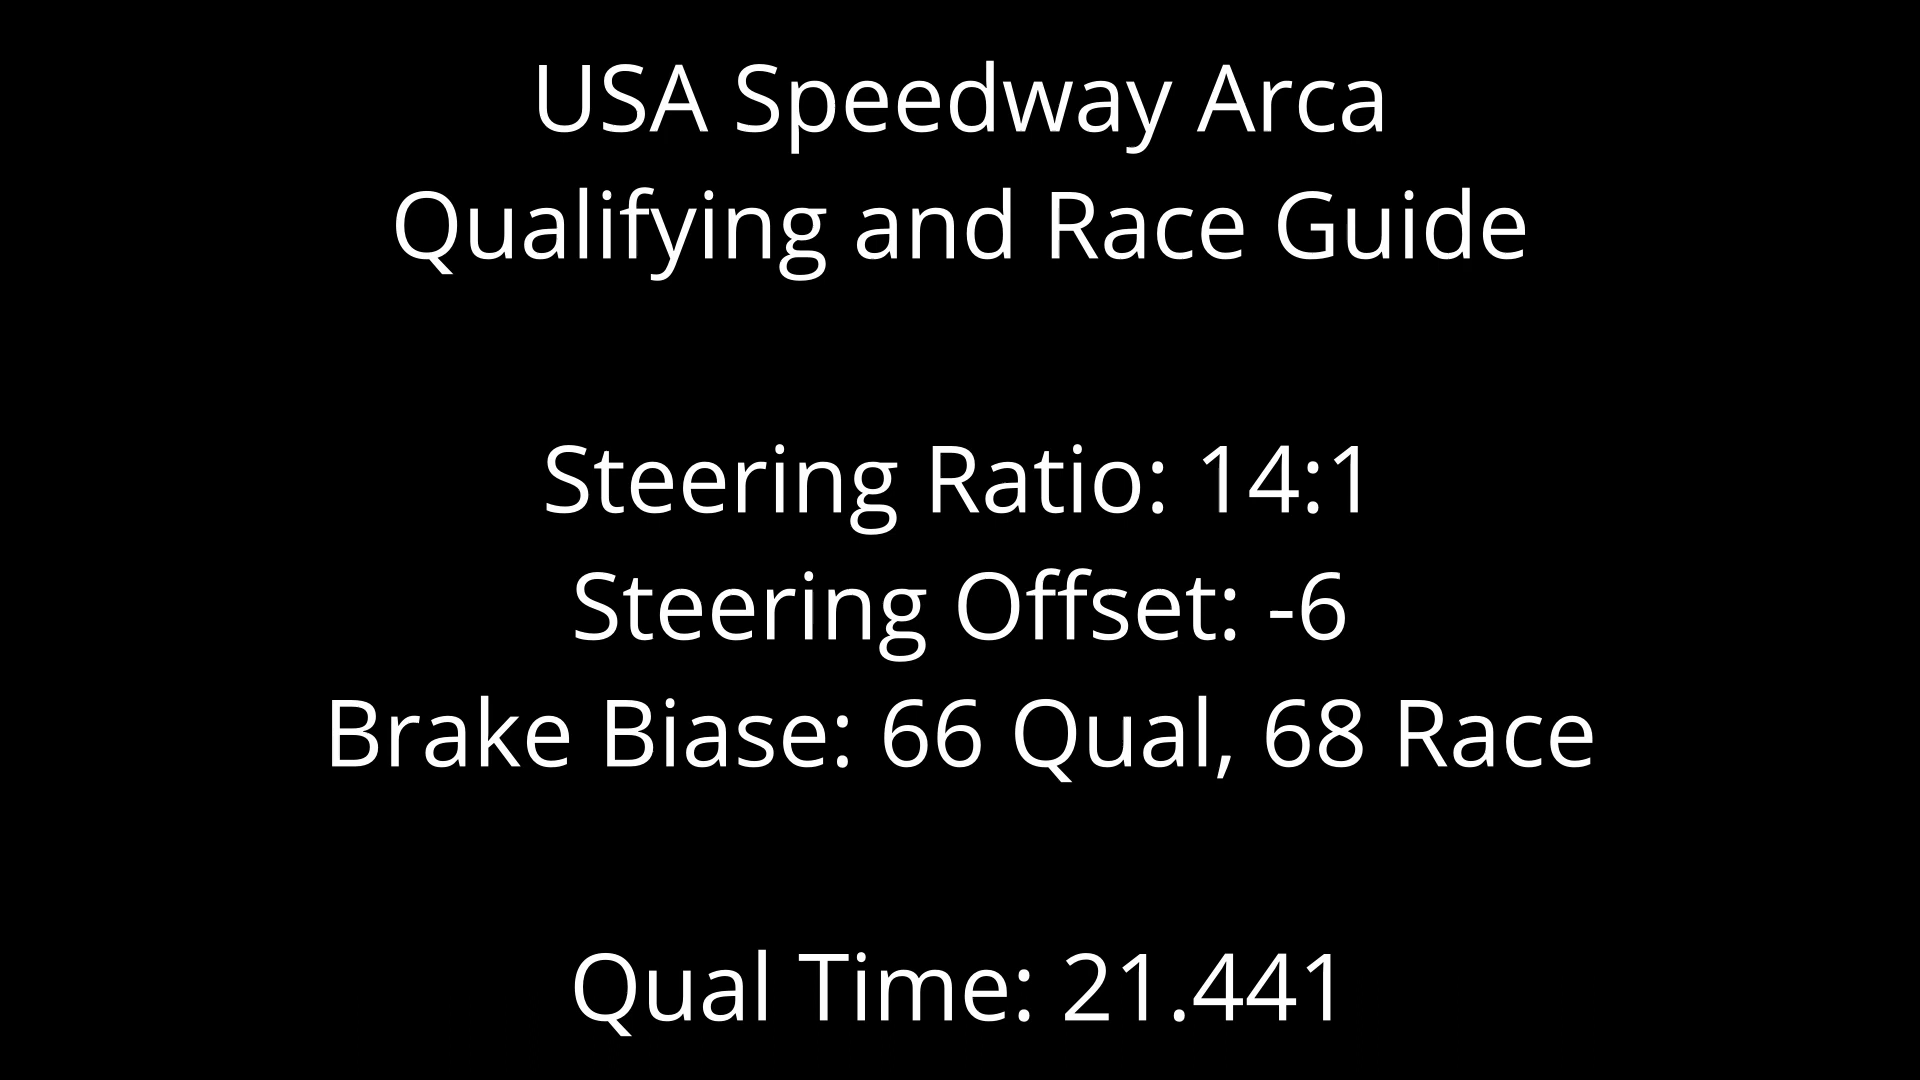 USA Speedway Arca
Qualifying and Race Guide
Steering Ratio: 14:1
Steering Offset: -6
Brake Biase: 66 Qual, 68 Race
Qual Time: 21.441